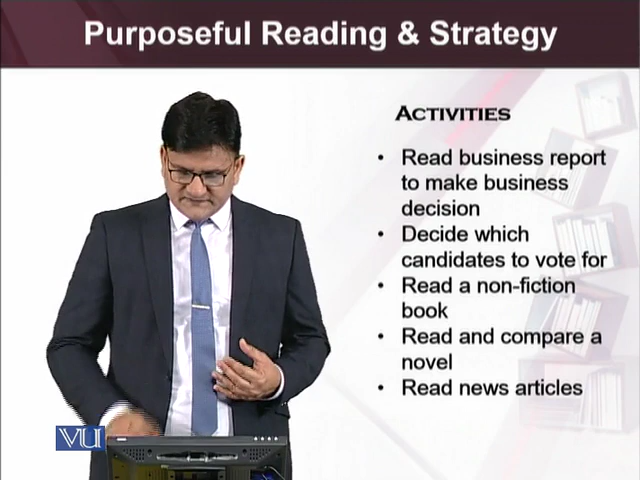 Purposeful Reading & Strategy
ACTIVITIES
• Read business report
to make business
decision
• Decide which
candidates to vote for
• Read a non-fiction
book
• Read and compare a
novel
• Read news articles
VU